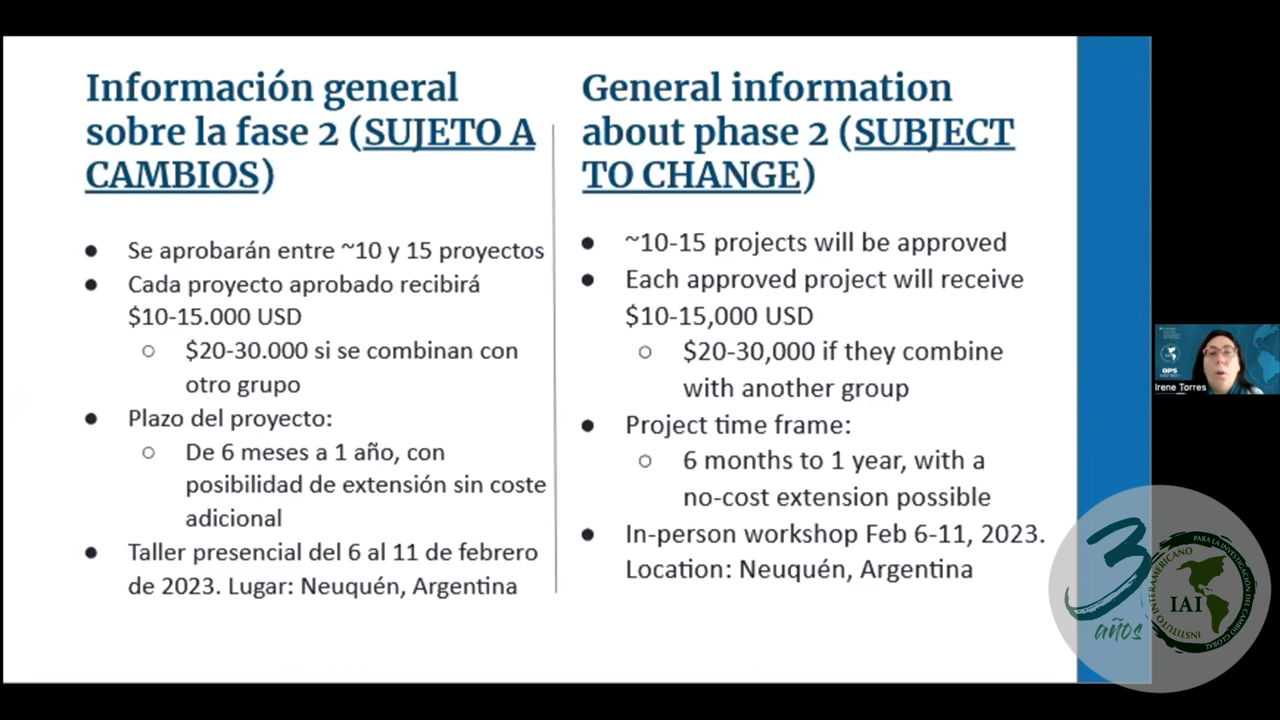 Información general
sobre la fase 2 (SUJETO A
CAMBIOS)
● Se aprobarán entre ~10 y 15 proyectos
● Cada proyecto aprobado recibirá
$10-15.000 USD
○ $20-30.000 si se combinan con
otro grupo
● Plazo del proyecto:
○ De 6 meses a 1 año, con
posibilidad de extensión sin coste
adicional
● Taller presencial del 6 al 11 de febrero
de 2023. Lugar: Neuquén, Argentina
General information
about phase 2 (SUBJECT
TO CHANGE)
● ~10-15 projects will be approved
● Each approved project will receive
$10-15,000 USD
○ $20-30,000 if they combine
with another group
● Project time frame:
○ 6 months to 1 year, with a
no-cost extension possible
● In-person workshop Feb 6-11, 2023.
Location: Neuquén, Argentina
OPS
Irene Torres
3
años
INSTITUTO INTERAMERICANO PARA LA INVESTIGACIÓN DEL CAMBIO GLOBAL
IAI